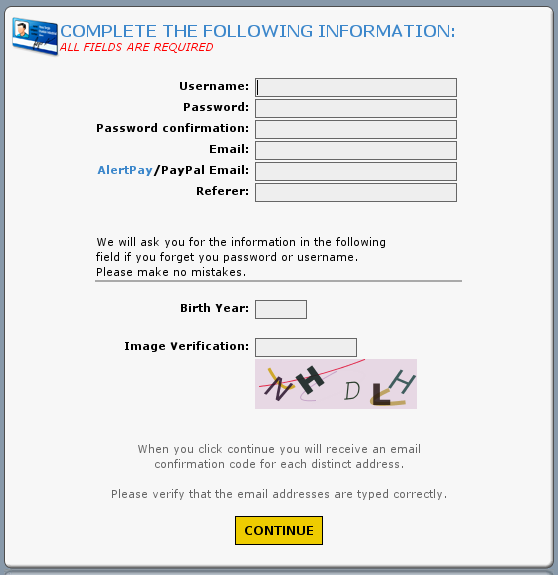 COMPLETE THE FOLLOWING INFORMATION:
ALL FIELDS ARE REQUIRED
Username:
Password:
Password confirmation:
Email:
AlertPay/PayPal Email:
Referer:
We will ask you for the information in the following
field if you forget you password or username.
Please make no mistakes.
Birth Year:
Image Verification:
When you click continue you will receive an email
confirmation code for each distinct address.
Please verify that the email addresses are typed correctly.
CONTINUE